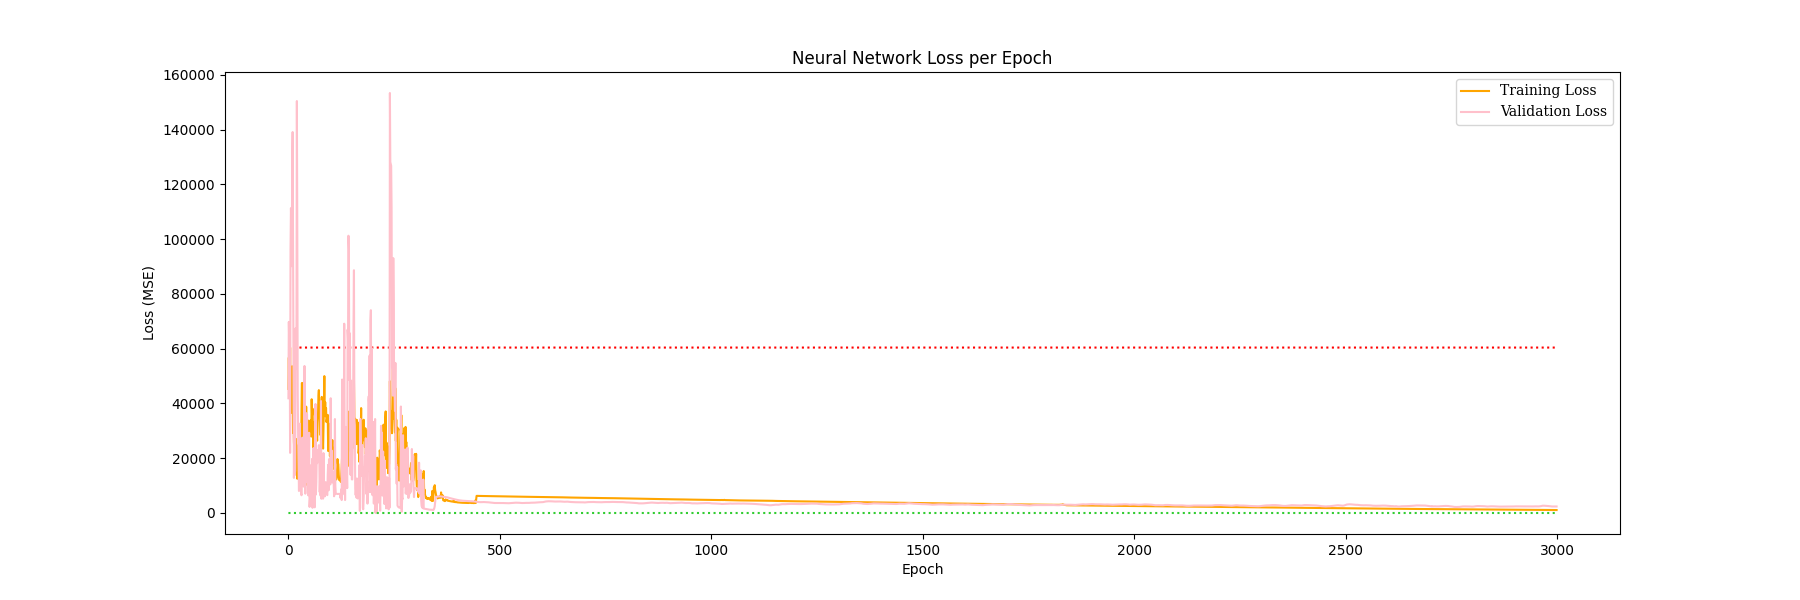 Neural Network Loss per Epoch
160000
140000
120000
100000
80000
60000
40000
20000
0
Loss (MSE)
Training Loss
Validation Loss
0 500 1000 1500 2000 2500 3000
Epoch